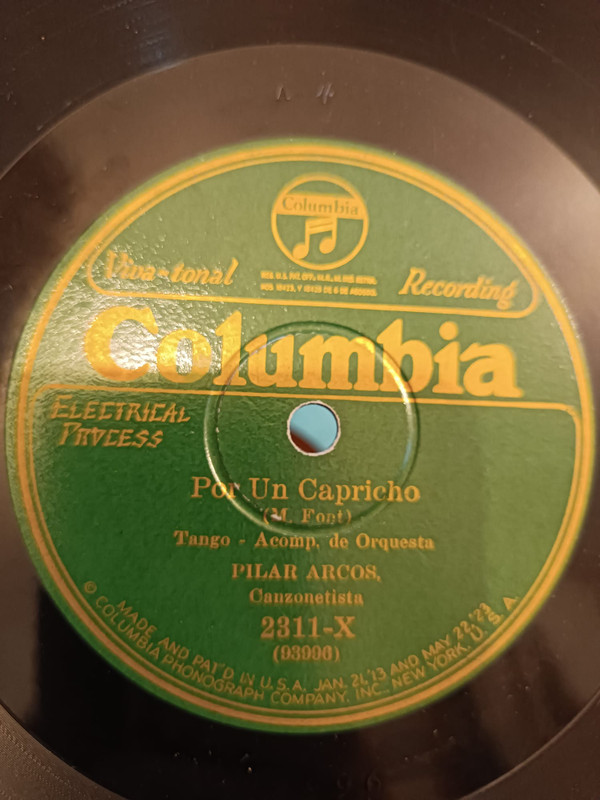 A 4
Columbia
Viva-tonal Recording
Columbia
ELECTRICAL
PROCESS
Por Un Capricho
(M. Font)
Tango - Acomp. de Orquesta
PILAR ARCOS,
Canzonetista
2311-X
(93996)
MADE AND PAT'D IN U.S.A. JAN. 21,'13 AND MAY 22,'23
© COLUMBIA PHONOGRAPH COMPANY, INC., NEW YORK, U.S.A.